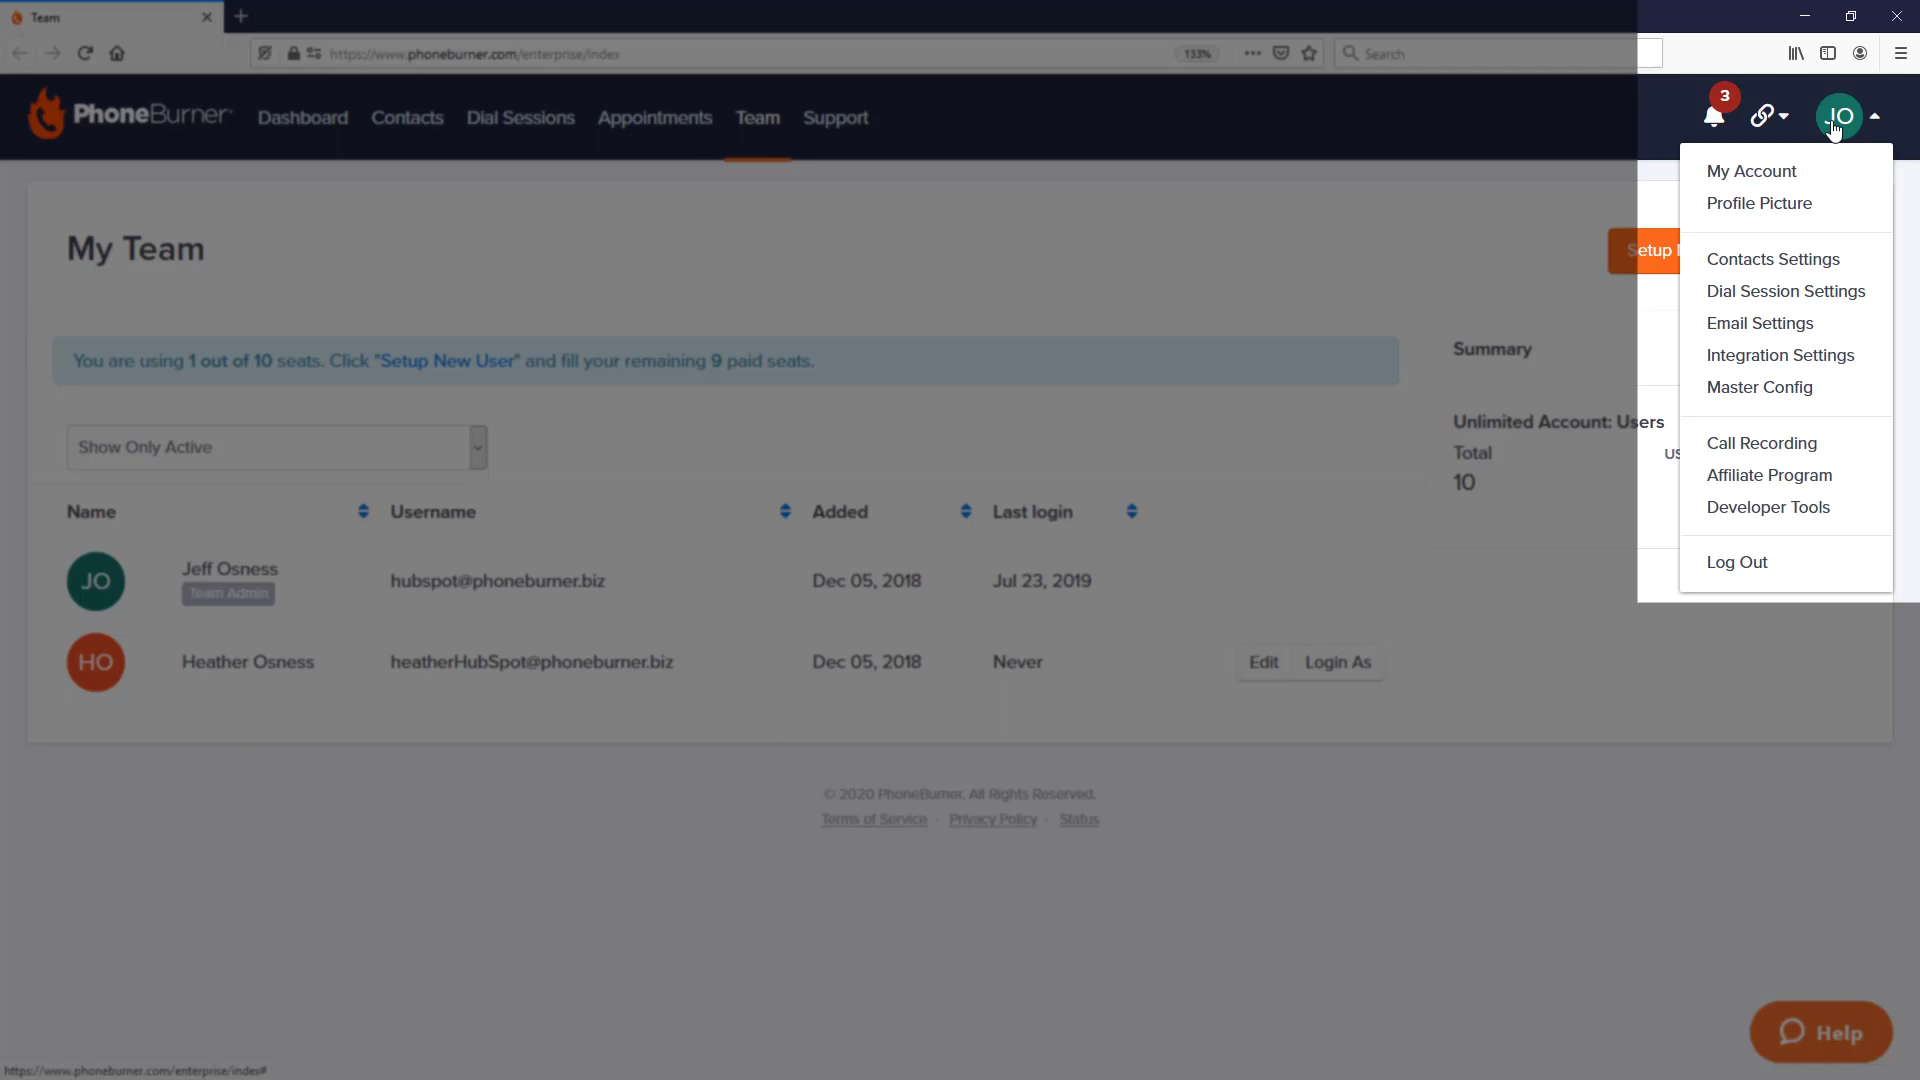 Team
https://www.phoneburner.com/enterprise/index
133%
Search
PhoneBurner
Dashboard
Contacts
Dial Sessions
Appointments
Team
Support
3
JO
My Account
Profile Picture
Contacts Settings
Dial Session Settings
Email Settings
Integration Settings
Master Config
Call Recording
Affiliate Program
Developer Tools
Log Out
My Team
Setup
You are using 1 out of 10 seats. Click "Setup New User" and fill your remaining 9 paid seats.
Summary
Unlimited Account: Users
Total
10
Show Only Active
Name
Username
Added
Last login
JO
Jeff Osness
Team Admin
hubspot@phoneburner.biz
Dec 05, 2018
Jul 23, 2019
HO
Heather Osness
heatherHubSpot@phoneburner.biz
Dec 05, 2018
Never
Edit
Login As
© 2020 PhoneBurner. All Rights Reserved.
Terms of Service · Privacy Policy · Status
Help
https://www.phoneburner.com/enterprise/index#